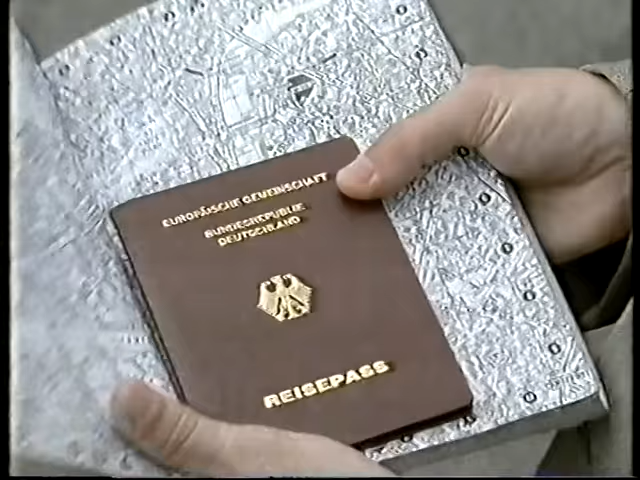 EUROPÄISCHE GEMEINSCHAFT
BUNDESREPUBLIK
DEUTSCHLAND
REISEPASS